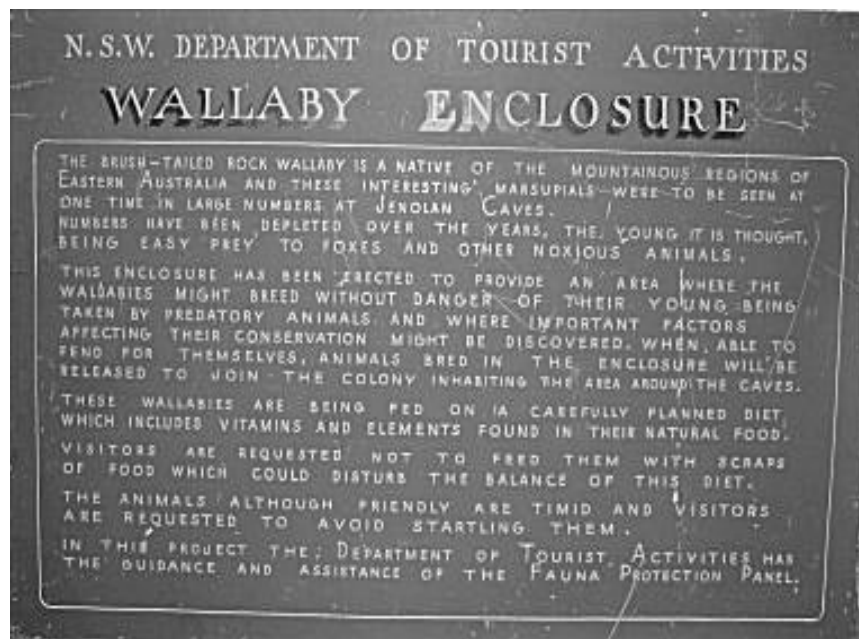 N.S.W. DEPARTMENT OF TOURIST ACTIVITIES
WALLABY ENCLOSURE
THE BRUSH-TAILED ROCK WALLABY IS A NATIVE OF THE MOUNTAINOUS REGIONS OF
EASTERN AUSTRALIA AND THESE INTERESTING MARSUPIALS WERE TO BE SEEN AT
ONE TIME IN LARGE NUMBERS AT JENOLAN CAVES.
NUMBERS HAVE BEEN DEPLETED OVER THE YEARS, THE YOUNG IT IS THOUGHT,
BEING EASY PREY TO FOXES AND OTHER NOXIOUS ANIMALS.
THIS ENCLOSURE HAS BEEN ERECTED TO PROVIDE AN AREA WHERE THE
WALLABIES MIGHT BREED WITHOUT DANGER OF THEIR YOUNG BEING
TAKEN BY PREDATORY ANIMALS AND WHERE IMPORTANT FACTORS
AFFECTING THEIR CONSERVATION MIGHT BE DISCOVERED. WHEN ABLE TO
FEND FOR THEMSELVES, ANIMALS BRED IN THE ENCLOSURE WILL BE
RELEASED TO JOIN THE COLONY INHABITING THE AREA AROUND THE CAVES.
THESE WALLABIES ARE BEING FED ON A CAREFULLY PLANNED DIET
WHICH INCLUDES VITAMINS AND ELEMENTS FOUND IN THEIR NATURAL FOOD.
VISITORS ARE REQUESTED NOT TO FEED THEM WITH SCRAPS
OF FOOD WHICH COULD DISTURB THE BALANCE OF THIS DIET.
THE ANIMALS ALTHOUGH FRIENDLY ARE TIMID AND VISITORS
ARE REQUESTED TO AVOID STARTLING THEM.
IN THIS PROJECT THE DEPARTMENT OF TOURIST ACTIVITIES HAS
THE GUIDANCE AND ASSISTANCE OF THE FAUNA PROTECTION PANEL.